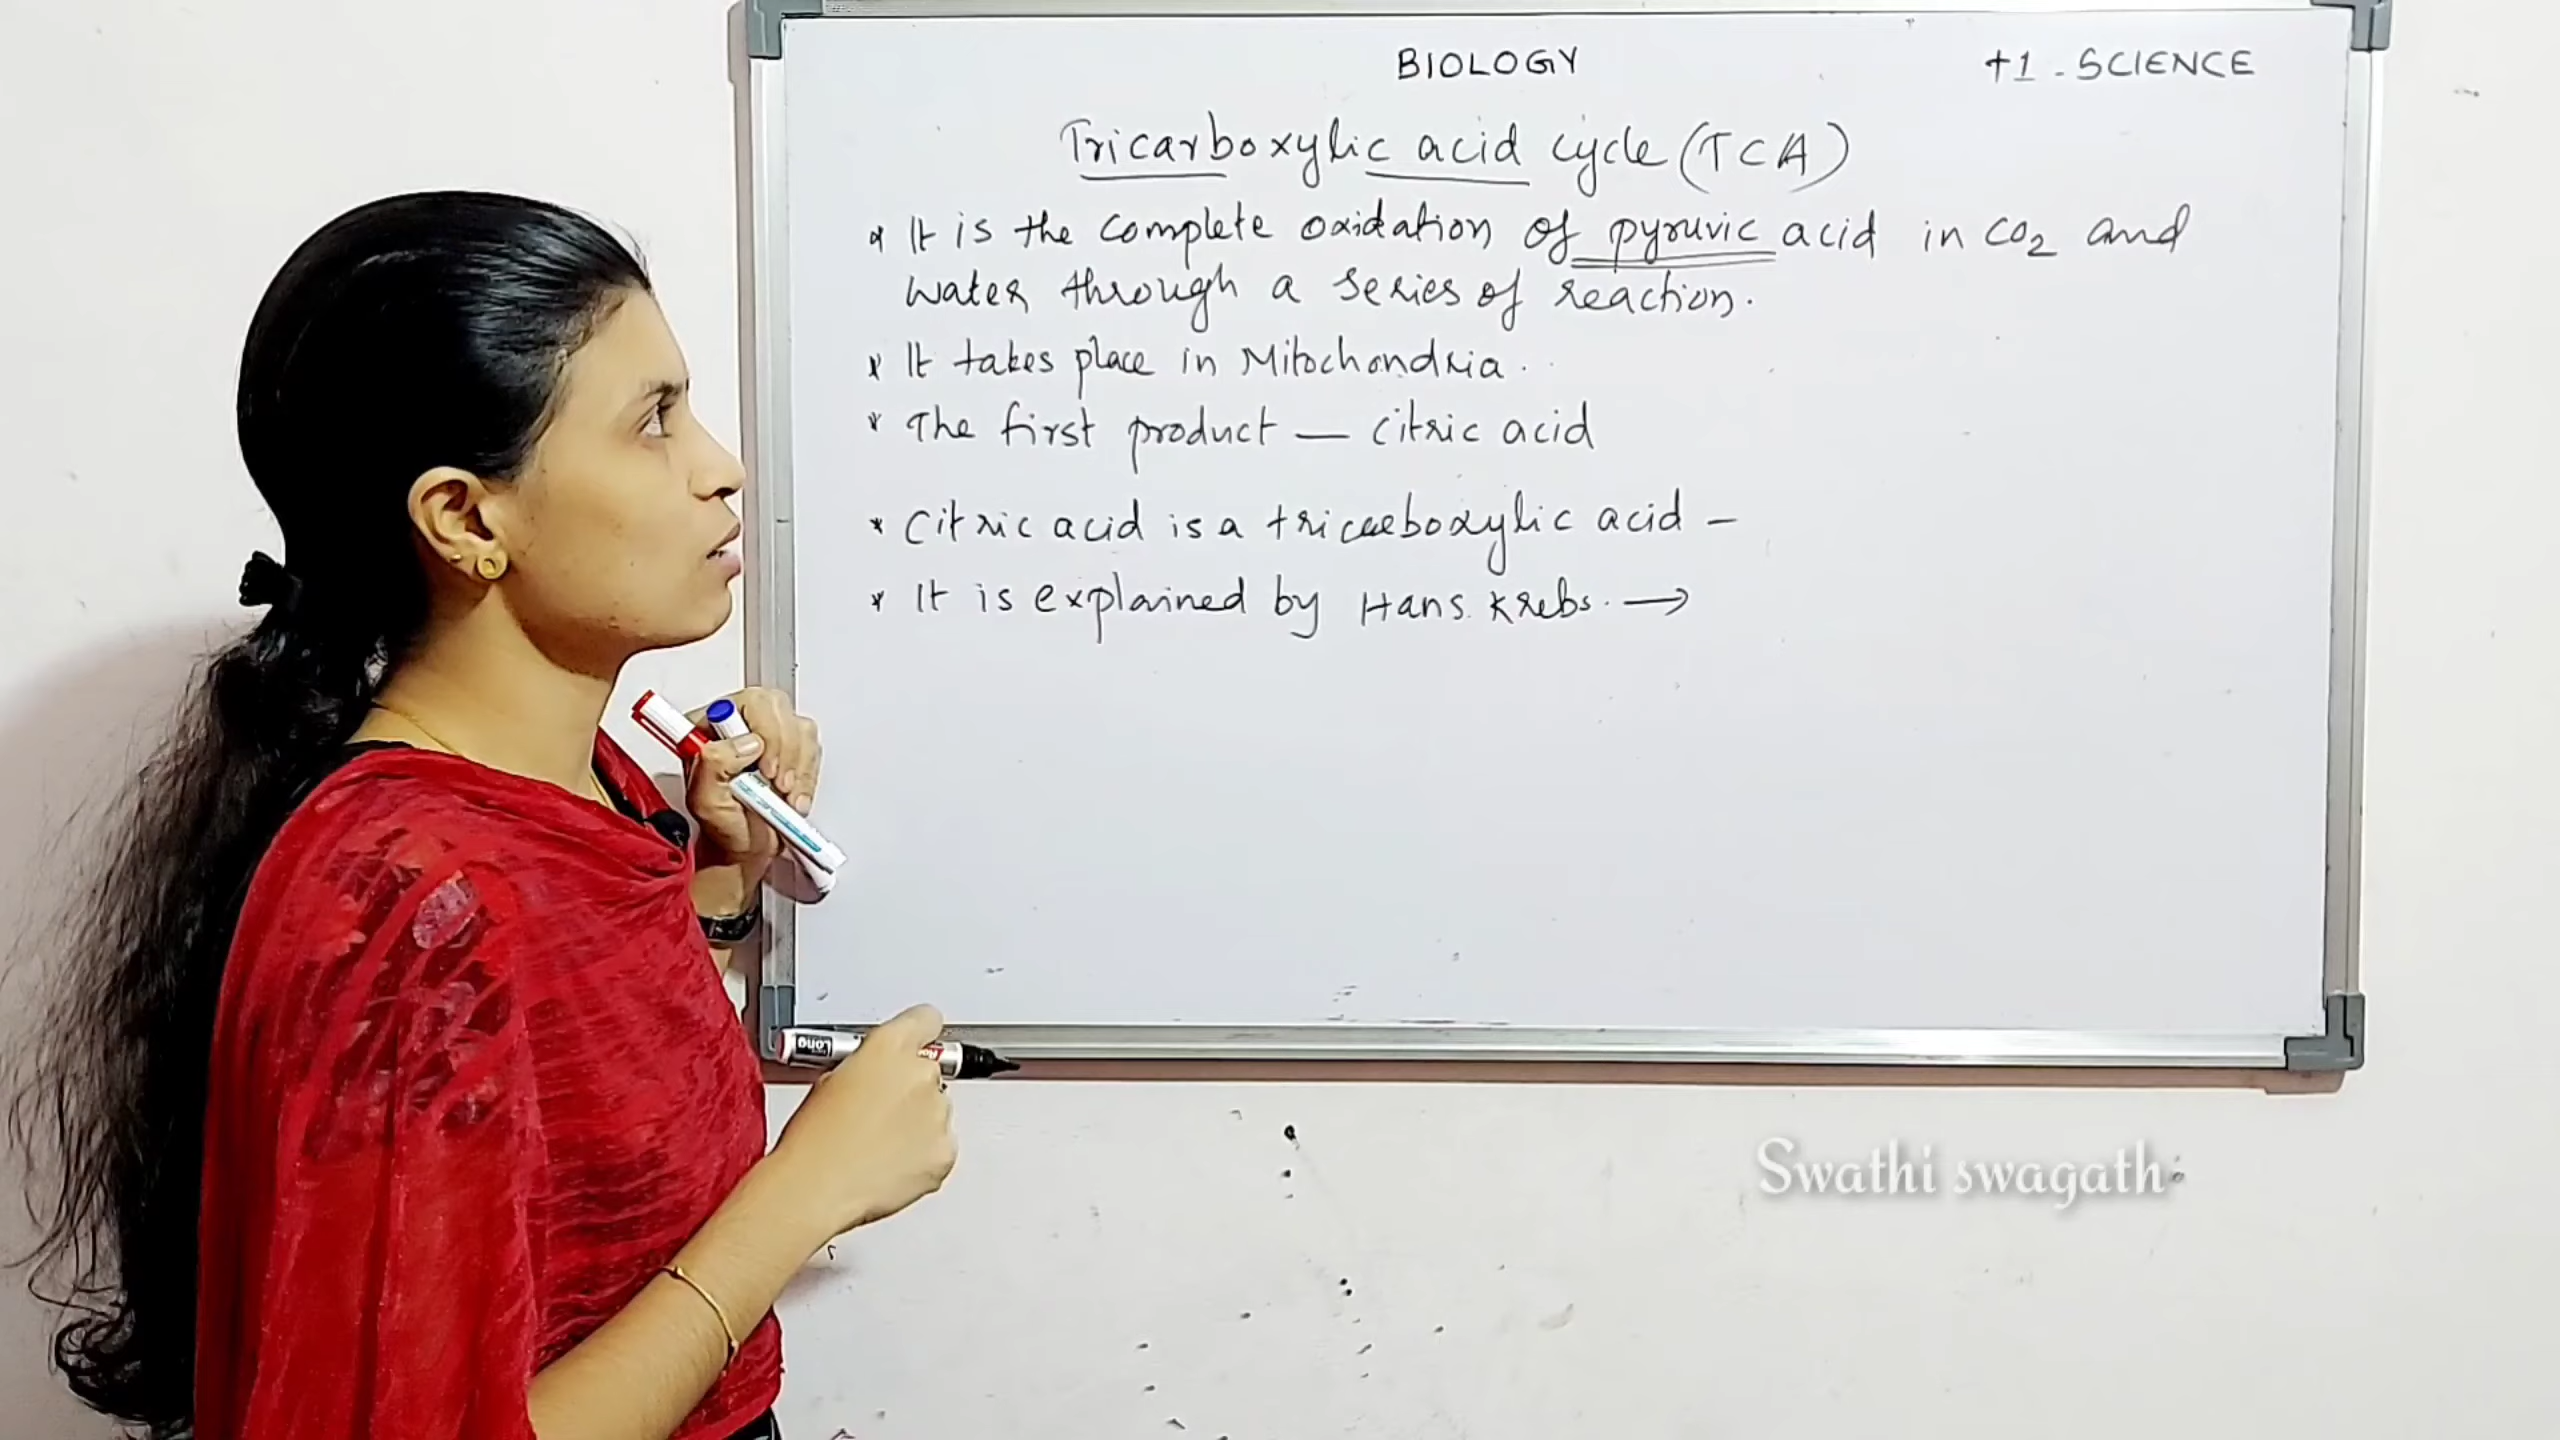 BIOLOGY
+1 - SCIENCE
Tricarboxylic acid cycle (TCA)
* It is the complete oxidation of pyruvic acid in CO2 and
water through a series of reaction.
* It takes place in Mitochondria.
* The first product — citric acid
* Citric acid is a tricarboxylic acid –
* It is explained by Hans. Krebs. →
Long
Swathi swagath